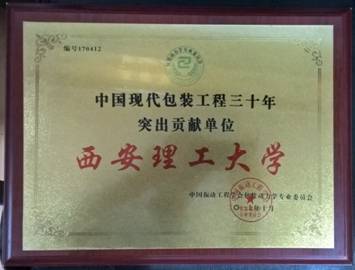 编号170412
中国现代包装工程三十年
突出贡献单位
西安理工大学
中国振动工程学会包装动力学专业委员会